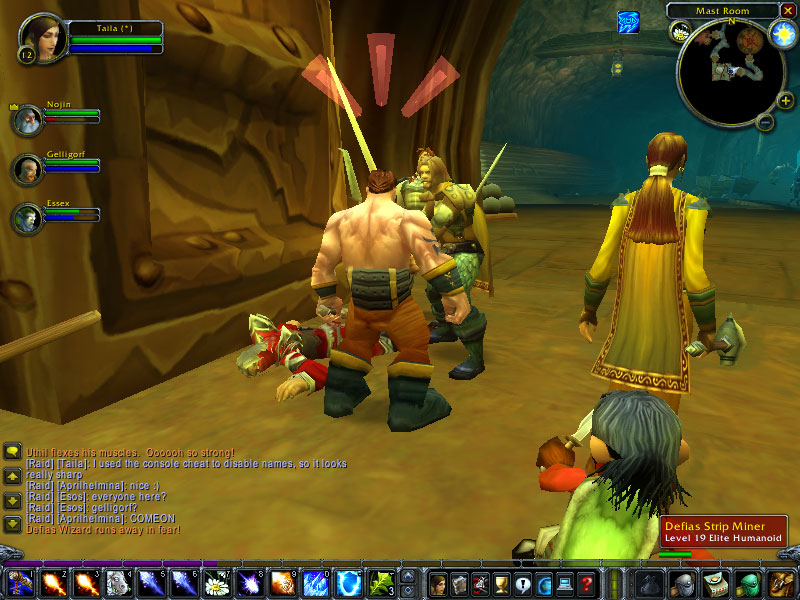 Mast Room
N
Taila (*)
12
Nojin
Gelligorf
Essex
Uthil flexes his muscles. Oooooh so strong!
[Raid] [Taila]: I used the console cheat to disable names, so it looks
really sharp
[Raid] [Aprilhelmina]: nice :)
[Raid] [Esos]: everyone here?
[Raid] [Esos]: gelligorf?
[Raid] [Aprilhelmina]: COMEON
Defias Wizard runs away in fear!
Defias Strip Miner
Level 19 Elite Humanoid